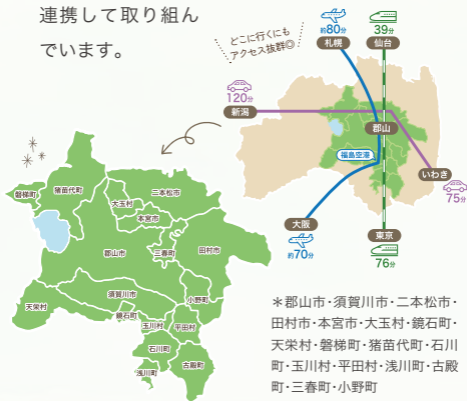 連携して取り組ん
でいます。
どこに行くにも
アクセス抜群◎
約80分
札幌
39分
仙台
120分
新潟
郡山
福島空港
いわき
75分
大阪
約70分
東京
76分
磐梯町
猪苗代町
二本松市
大玉村
本宮市
郡山市
三春町
田村市
須賀川市
小野町
天栄村
鏡石町
玉川村
平田村
石川町
浅川町
古殿町
＊郡山市・須賀川市・二本松市・
田村市・本宮市・大玉村・鏡石町・
天栄村・磐梯町・猪苗代町・石川
町・玉川村・平田村・浅川町・古殿
町・三春町・小野町